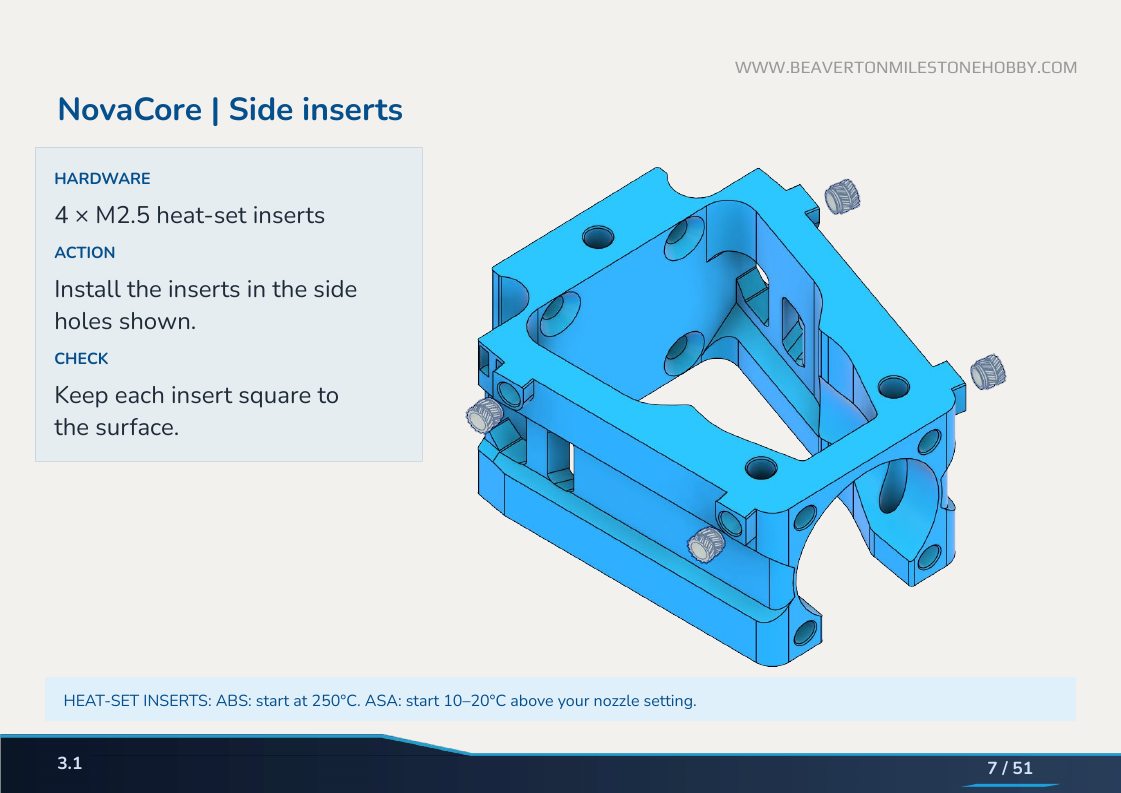 WWW.BEAVERTONMILESTONEHOBBY.COM
NovaCore | Side inserts
HARDWARE
4 × M2.5 heat-set inserts
ACTION
Install the inserts in the side
holes shown.
CHECK
Keep each insert square to
the surface.
HEAT-SET INSERTS: ABS: start at 250°C. ASA: start 10–20°C above your nozzle setting.
3.1
7 / 51